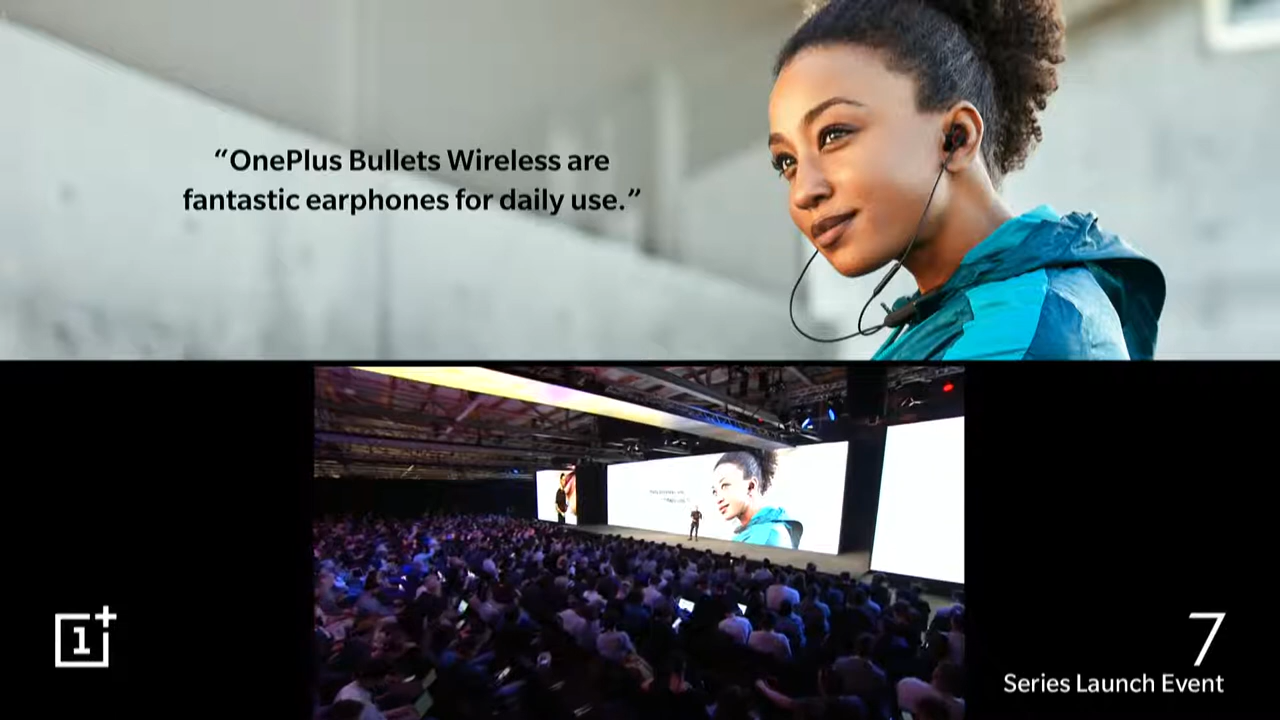 “OnePlus Bullets Wireless are
fantastic earphones for daily use.”
1+
7
Series Launch Event